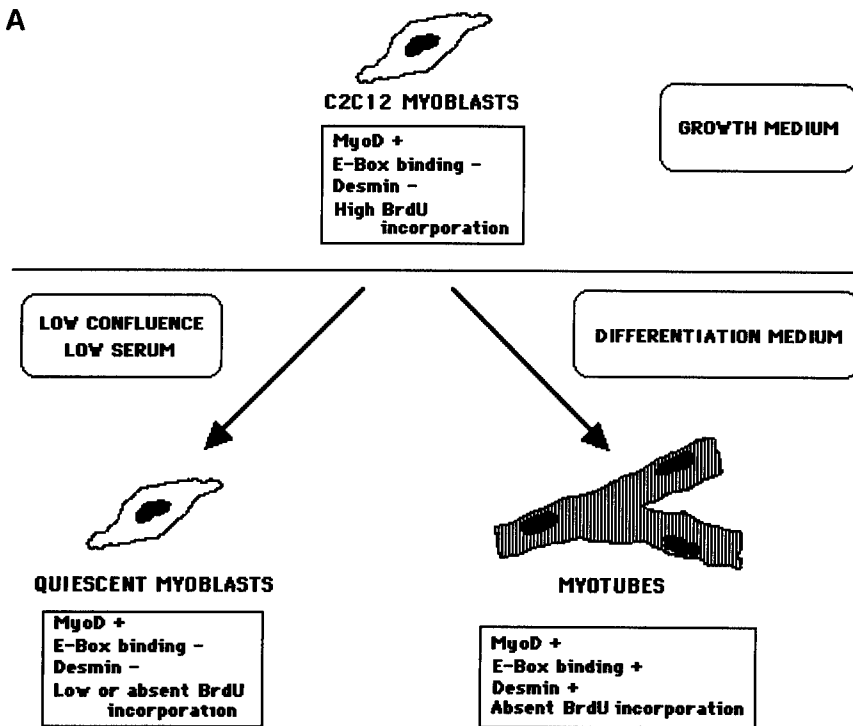 A
C2C12 MYOBLASTS
MyoD +
E-Box binding -
Desmin -
High BrdU
incorporation
GROWTH MEDIUM
LOW CONFLUENCE
LOW SERUM
DIFFERENTIATION MEDIUM
QUIESCENT MYOBLASTS
MyoD +
E-Box binding -
Desmin -
Low or absent BrdU
incorporation
MYOTUBES
MyoD +
E-Box binding +
Desmin +
Absent BrdU incorporation